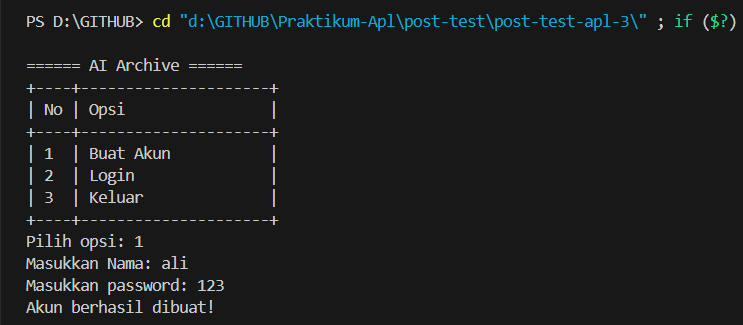 PS D:\GITHUB> cd "d:\GITHUB\Praktikum-Apl\post-test\post-test-apl-3\" ; if ($?)
====== AI Archive ======
+----+---------------------+
| No | Opsi                |
+----+---------------------+
| 1  | Buat Akun           |
| 2  | Login               |
| 3  | Keluar              |
+----+---------------------+
Pilih opsi: 1
Masukkan Nama: ali
Masukkan password: 123
Akun berhasil dibuat!